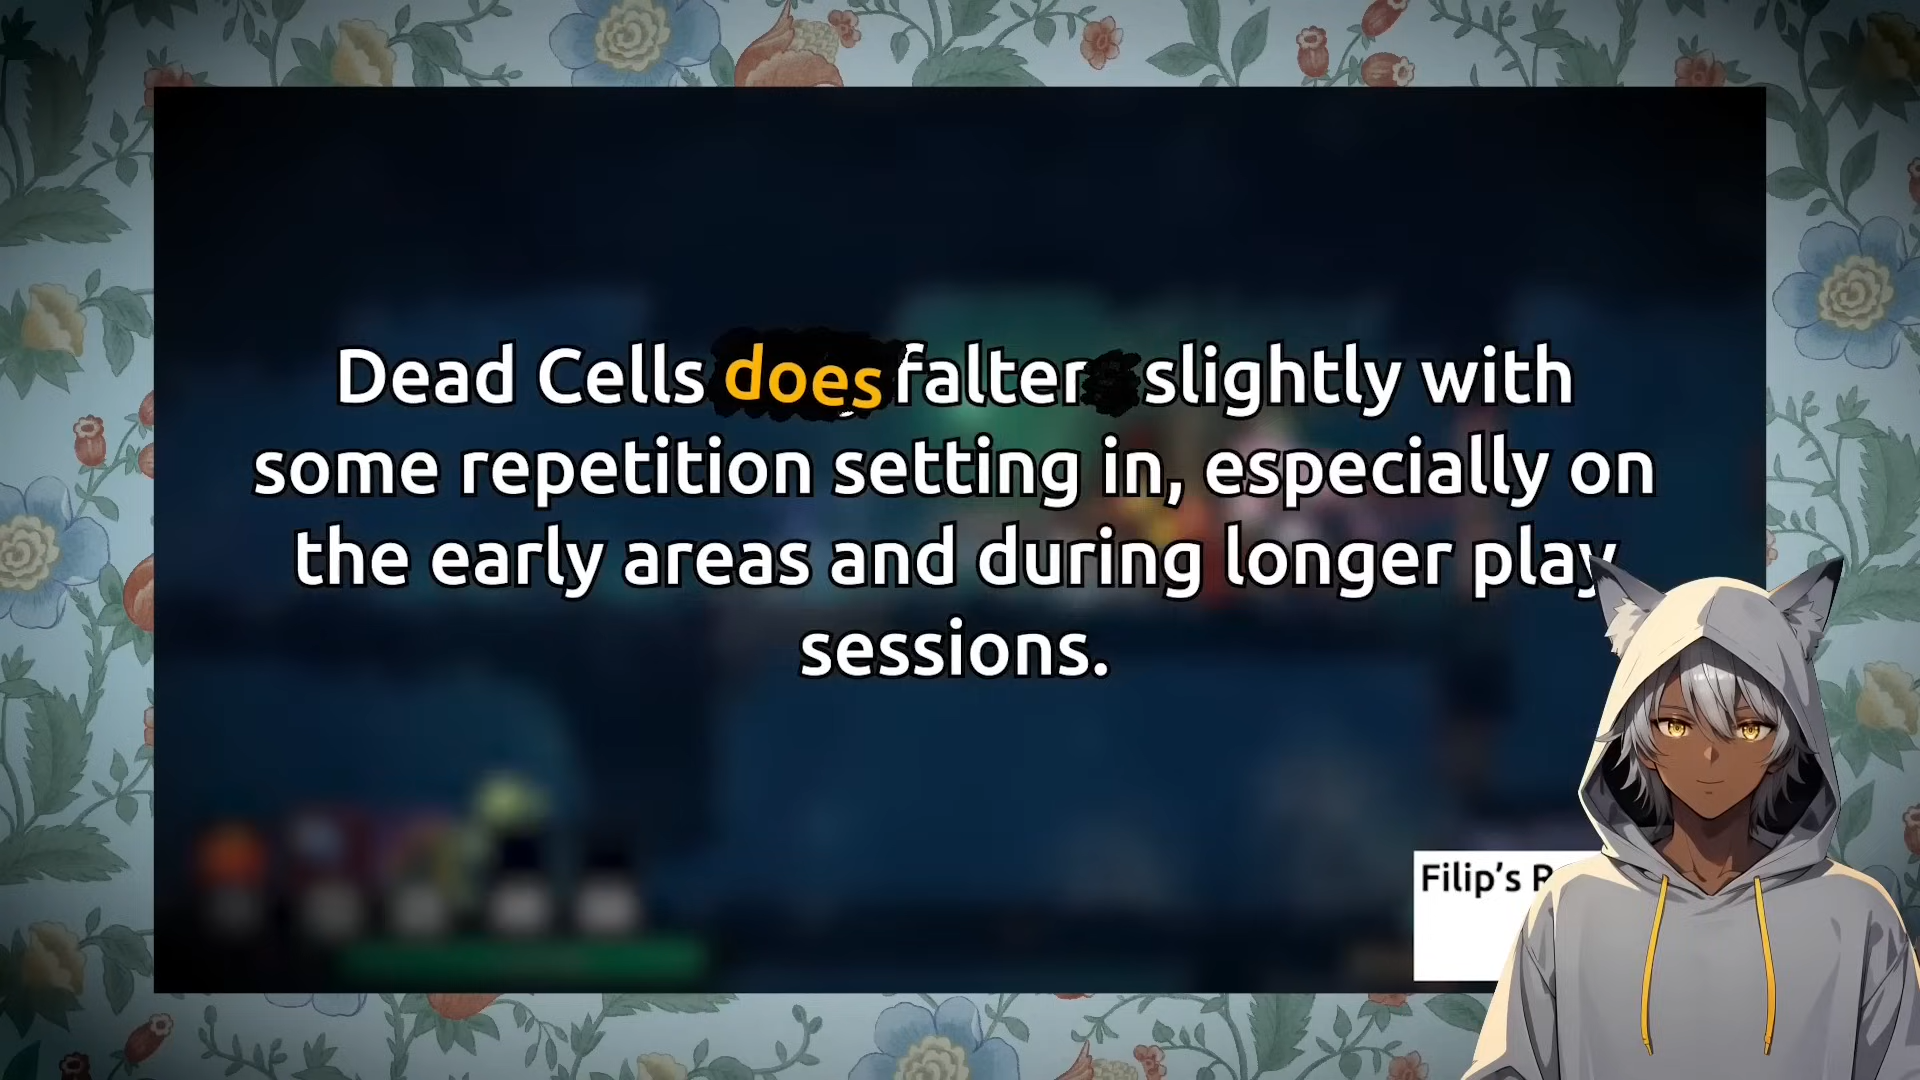 Dead Cells does falter slightly with
some repetition setting in, especially on
the early areas and during longer play
sessions.
Filip's